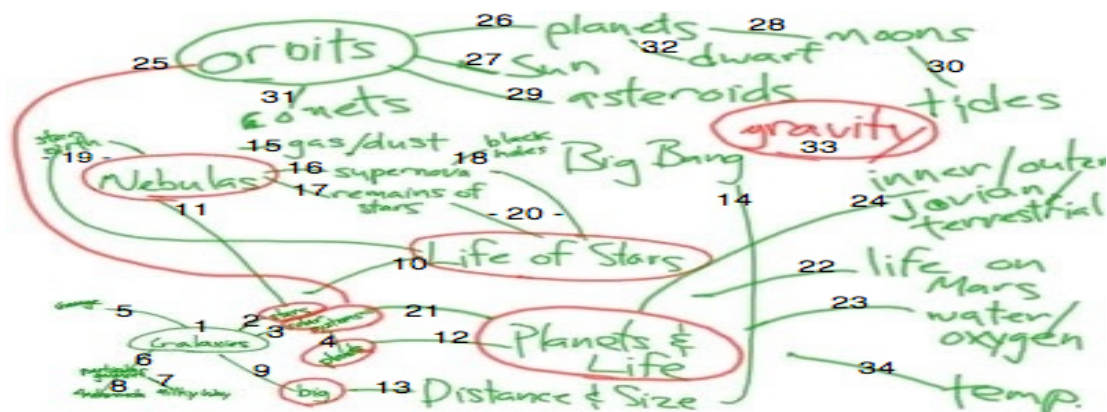 26 planets 28 moons
25 Orbits 27 Sun 32 dwarf 30
31 29 asteroids tides
gravity
33
15 gas/dust 18 black holes Big Bang
- 19 -
Nebulas 16 supernova
17 remains of stars
inner/outer
Jovian
terrestrial
11 - 20 - 14 24
10 Life of Stars
22 life on Mars
5 2 21
1 3 23 water/oxygen
Galaxies 4 12 Planets & Life
6 9
8 7 Milky Way
big 13 Distance & Size
34 temp.